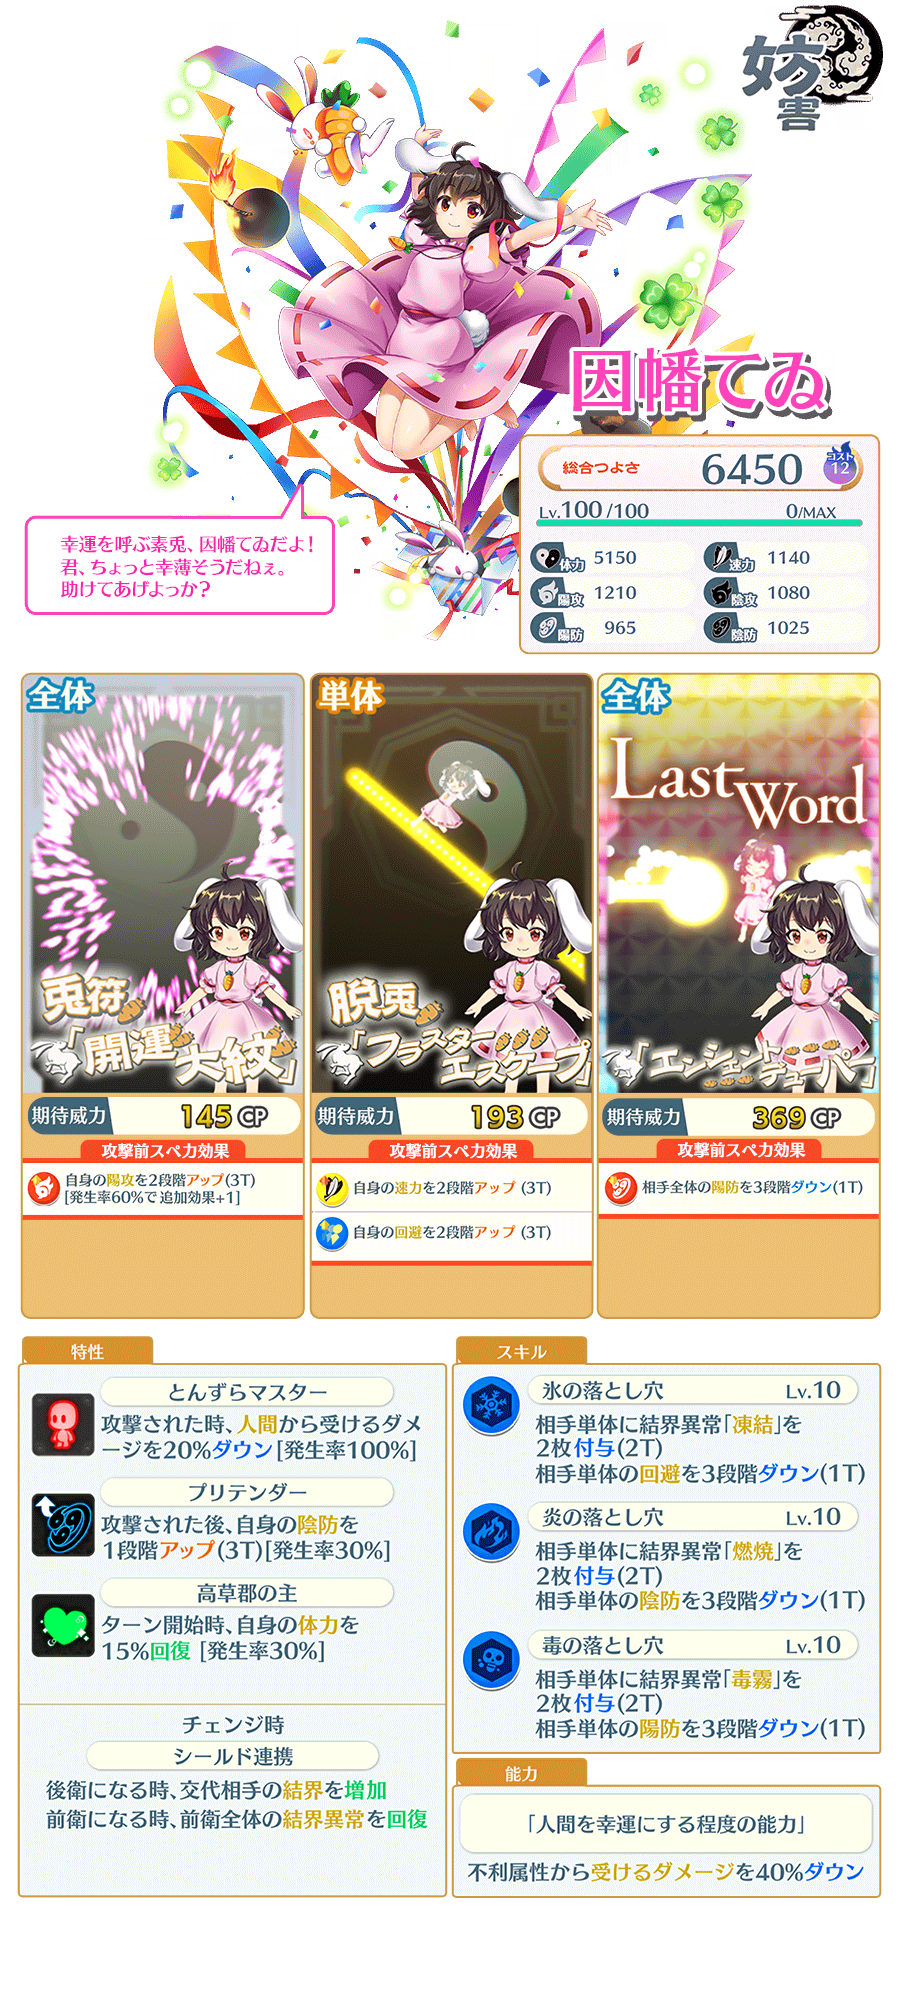 妨害
因幡てゐ
総合つよさ 6450 コスト 12
Lv.100/100 0/MAX
体力 5150 速力 1140
陽攻 1210 陰攻 1080
陽防 965 陰防 1025
幸運を呼ぶ素兎、因幡てゐだよ!
君、ちょっと幸薄そうだねぇ。
助けてあげよっか?
全体
兎符
「開運大紋」
期待威力 145 CP
攻撃前スペカ効果
自身の陽攻を2段階アップ(3T)
[発生率60%で追加効果+1]
単体
脱兎
「フラスターエスケープ」
期待威力 193 CP
攻撃前スペカ効果
自身の速力を2段階アップ (3T)
自身の回避を2段階アップ (3T)
全体
Last Word
「エンシェントデューパー」
期待威力 369 CP
攻撃前スペカ効果
相手全体の陽防を3段階ダウン(1T)
特性
とんずらマスター
攻撃された時、人間から受けるダメ
ージを20%ダウン[発生率100%]
プリテンダー
攻撃された後、自身の陰防を
1段階アップ(3T)[発生率30%]
高草郡の主
ターン開始時、自身の体力を
15%回復 [発生率30%]
チェンジ時
シールド連携
後衛になる時、交代相手の結界を増加
前衛になる時、前衛全体の結界異常を回復
スキル
氷の落とし穴 Lv.10
相手単体に結界異常「凍結」を
2枚付与(2T)
相手単体の回避を3段階ダウン(1T)
炎の落とし穴 Lv.10
相手単体に結界異常「燃焼」を
2枚付与(2T)
相手単体の陰防を3段階ダウン(1T)
毒の落とし穴 Lv.10
相手単体に結界異常「毒霧」を
2枚付与(2T)
相手単体の陽防を3段階ダウン(1T)
能力
「人間を幸運にする程度の能力」
不利属性から受けるダメージを40%ダウン